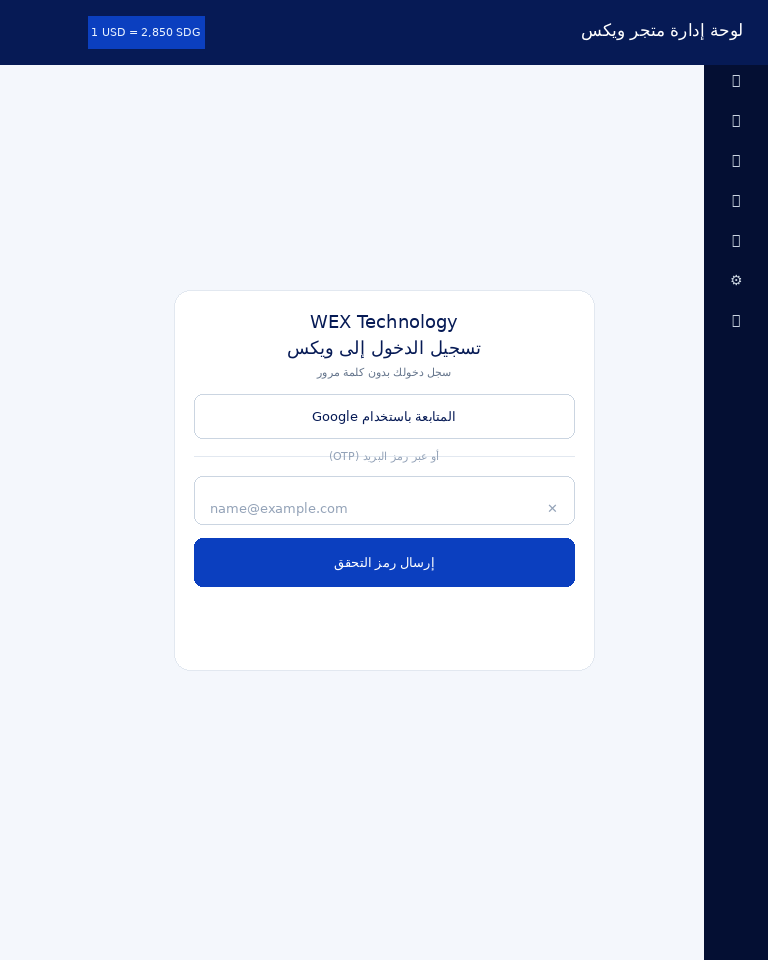 لوحة إدارة متجر ويكس
1 USD = 2,850 SDG
WEX Technology
تسجيل الدخول إلى ويكس
سجل دخولك بدون كلمة مرور
المتابعة باستخدام Google
أو عبر رمز البريد (OTP)
name@example.com
إرسال رمز التحقق